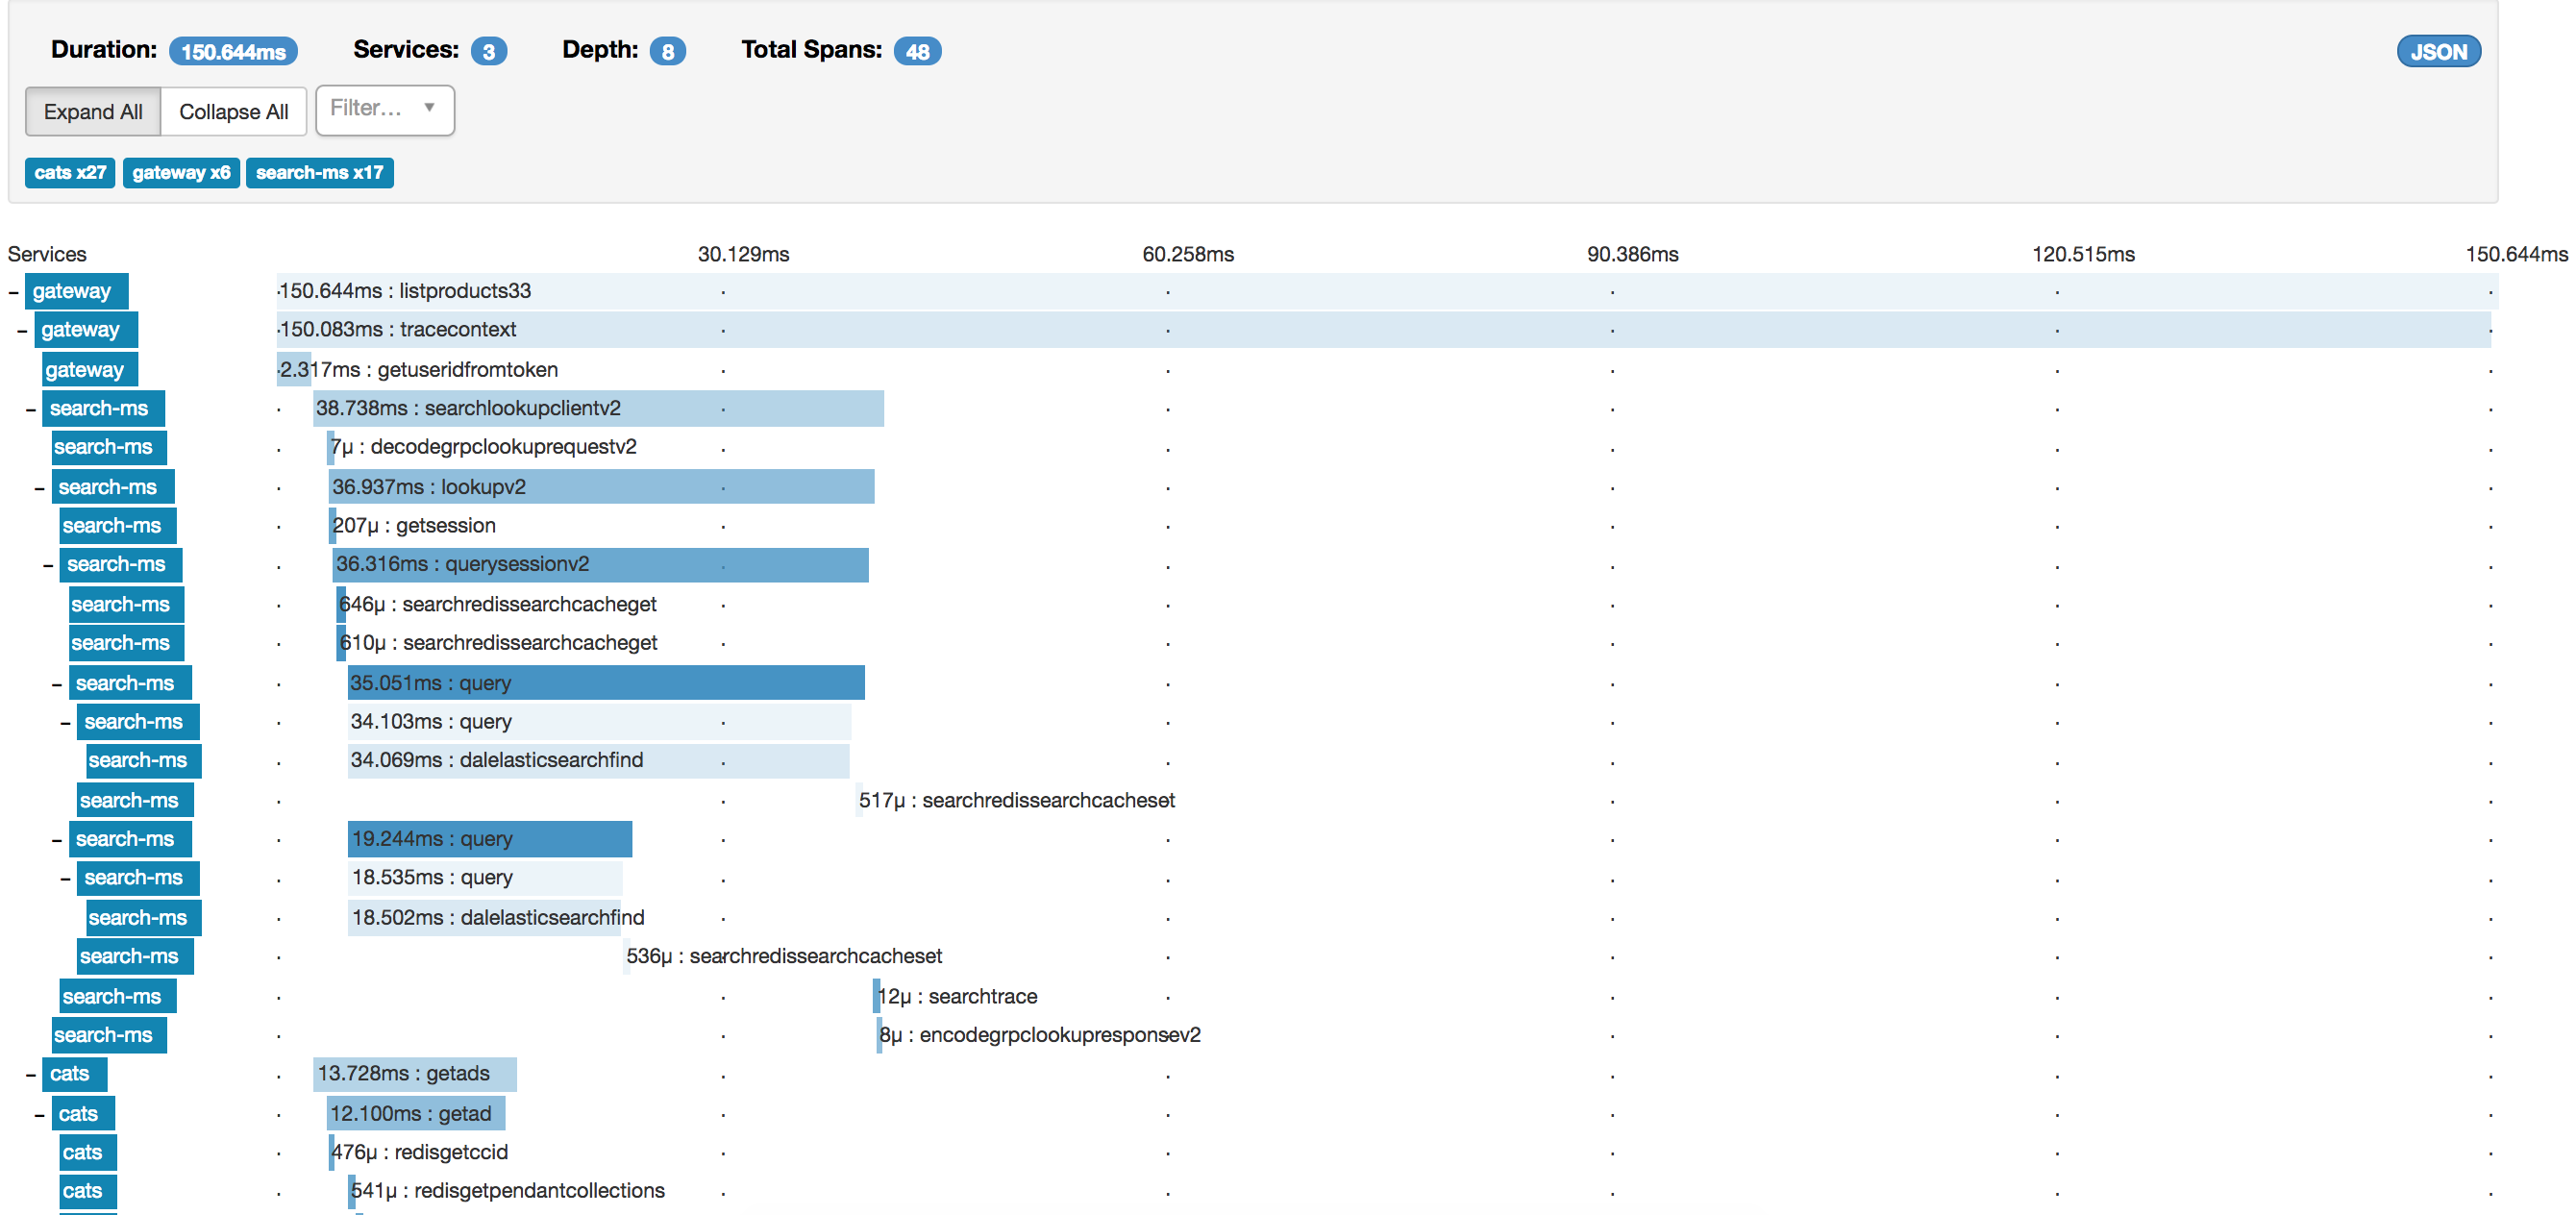 Duration: 150.644ms Services: 3 Depth: 8 Total Spans: 48 JSON
Expand All Collapse All Filter...
cats x27 gateway x6 search-ms x17
Services 30.129ms 60.258ms 90.386ms 120.515ms 150.644ms
– gateway 150.644ms : listproducts33
– gateway 150.083ms : tracecontext
gateway 2.317ms : getuseridfromtoken
– search-ms 38.738ms : searchlookupclientv2
search-ms 7μ : decodegrpclookuprequestv2
– search-ms 36.937ms : lookupv2
search-ms 207μ : getsession
– search-ms 36.316ms : querysessionv2
search-ms 646μ : searchredissearchcacheget
search-ms 610μ : searchredissearchcacheget
– search-ms 35.051ms : query
– search-ms 34.103ms : query
search-ms 34.069ms : dalelasticsearchfind
search-ms 517μ : searchredissearchcacheset
– search-ms 19.244ms : query
– search-ms 18.535ms : query
search-ms 18.502ms : dalelasticsearchfind
search-ms 536μ : searchredissearchcacheset
search-ms 12μ : searchtrace
search-ms 8μ : encodegrpclookupresponsev2
– cats 13.728ms : getads
– cats 12.100ms : getad
cats 476μ : redisgetccid
cats 541μ : redisgetpendantcollections